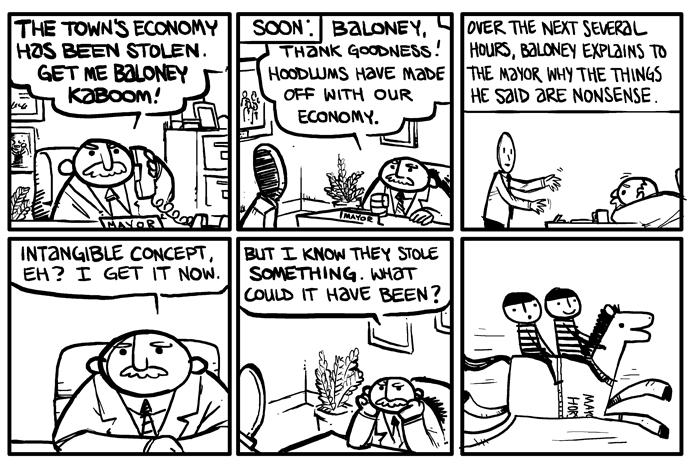 THE TOWN'S ECONOMY
HAS BEEN STOLEN.
GET ME BALONEY
KABOOM!
MAYOR
SOON:
BALONEY,
THANK GOODNESS!
HOODLUMS HAVE MADE
OFF WITH OUR
ECONOMY.
MAYOR
OVER THE NEXT SEVERAL
HOURS, BALONEY EXPLAINS TO
THE MAYOR WHY THE THINGS
HE SAID ARE NONSENSE.
INTANGIBLE CONCEPT,
EH? I GET IT NOW.
BUT I KNOW THEY STOLE
SOMETHING. WHAT
COULD IT HAVE BEEN?